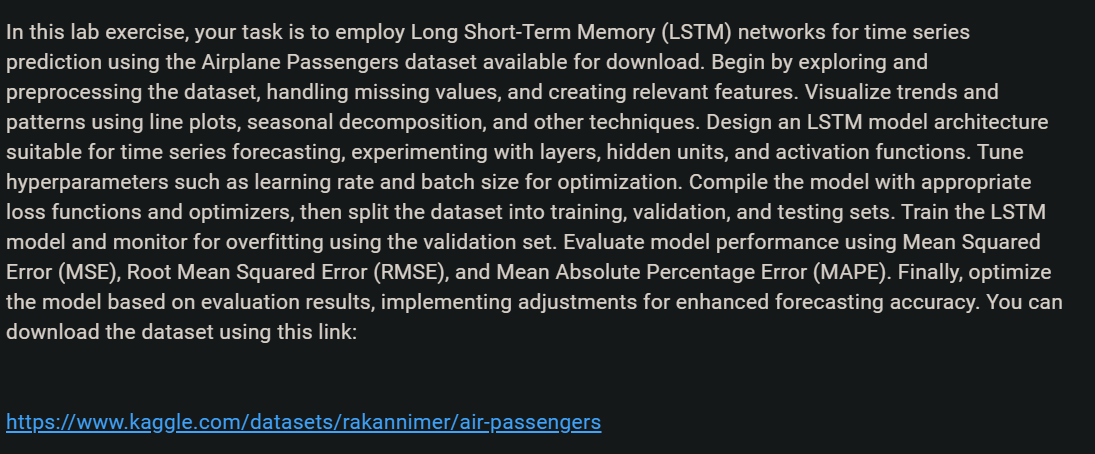 In this lab exercise, your task is to employ Long Short-Term Memory (LSTM) networks for time series
prediction using the Airplane Passengers dataset available for download. Begin by exploring and
preprocessing the dataset, handling missing values, and creating relevant features. Visualize trends and
patterns using line plots, seasonal decomposition, and other techniques. Design an LSTM model architecture
suitable for time series forecasting, experimenting with layers, hidden units, and activation functions. Tune
hyperparameters such as learning rate and batch size for optimization. Compile the model with appropriate
loss functions and optimizers, then split the dataset into training, validation, and testing sets. Train the LSTM
model and monitor for overfitting using the validation set. Evaluate model performance using Mean Squared
Error (MSE), Root Mean Squared Error (RMSE), and Mean Absolute Percentage Error (MAPE). Finally, optimize
the model based on evaluation results, implementing adjustments for enhanced forecasting accuracy. You can
download the dataset using this link:
https://www.kaggle.com/datasets/rakannimer/air-passengers